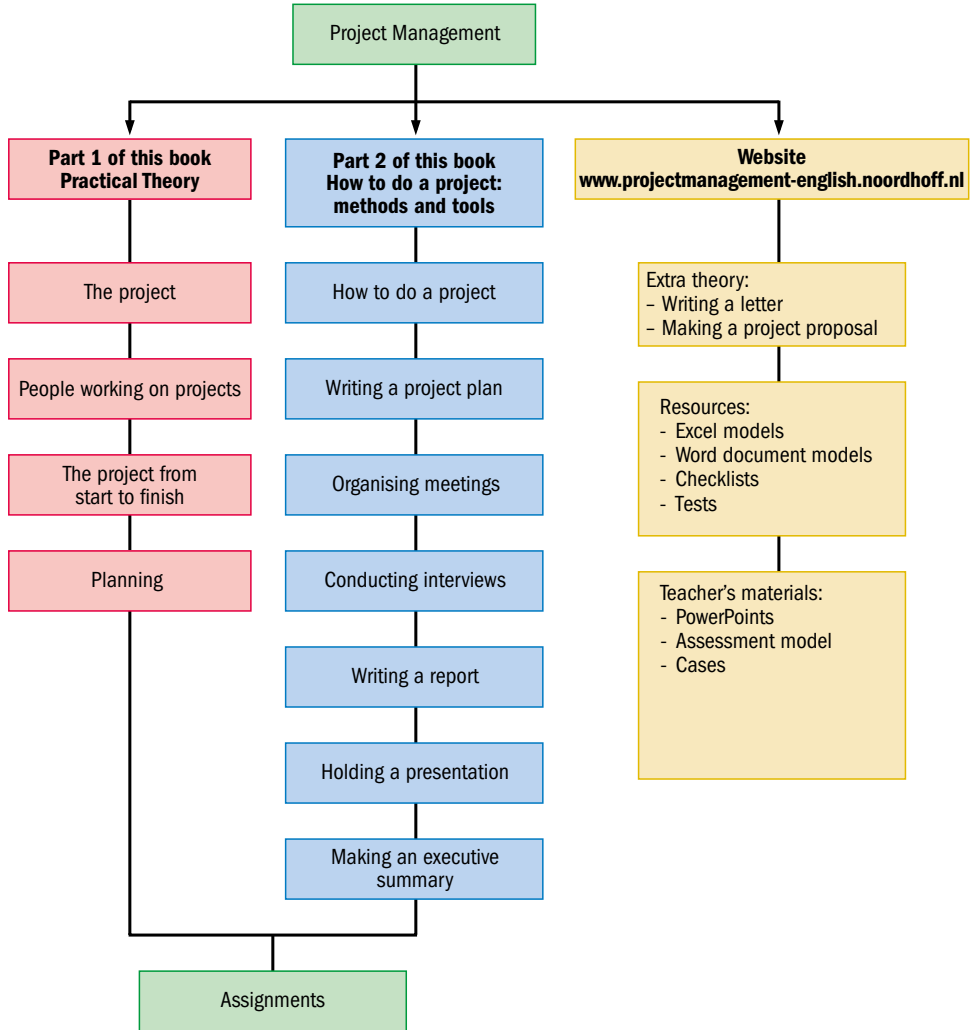 Project Management
Part 1 of this book
Practical Theory
The project
People working on projects
The project from
start to finish
Planning
Part 2 of this book
How to do a project:
methods and tools
How to do a project
Writing a project plan
Organising meetings
Conducting interviews
Writing a report
Holding a presentation
Making an executive
summary
Website
www.projectmanagement-english.noordhoff.nl
Extra theory:
– Writing a letter
– Making a project proposal
Resources:
- Excel models
- Word document models
- Checklists
- Tests
Teacher’s materials:
- PowerPoints
- Assessment model
- Cases
Assignments